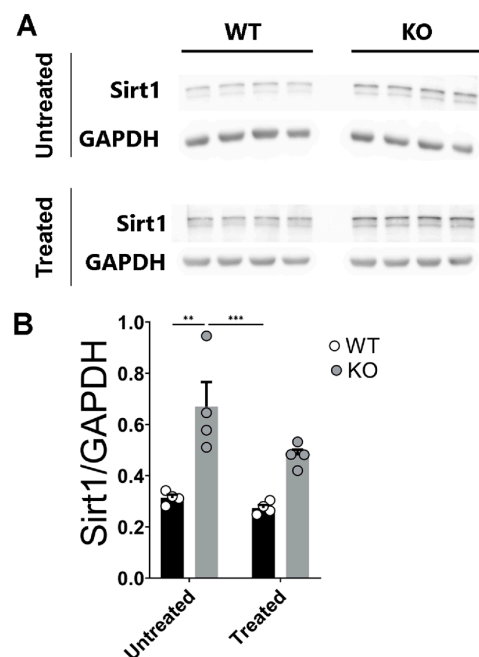 A
WT KO
Untreated
Sirt1
GAPDH
Treated
Sirt1
GAPDH
B
Sirt1/GAPDH
1.0
0.8
0.6
0.4
0.2
0.0
** ***
WT
KO
Untreated Treated